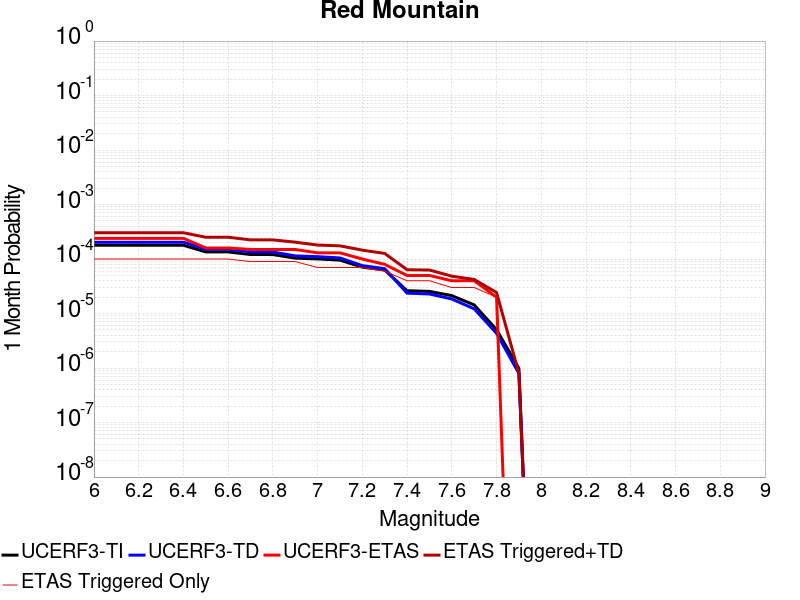 Red Mountain
10^0
10^-1
10^-2
10^-3
10^-4
10^-5
10^-6
10^-7
10^-8
1 Month Probability
6 6.2 6.4 6.6 6.8 7 7.2 7.4 7.6 7.8 8 8.2 8.4 8.6 8.8 9
Magnitude
UCERF3-TI UCERF3-TD UCERF3-ETAS ETAS Triggered+TD
ETAS Triggered Only